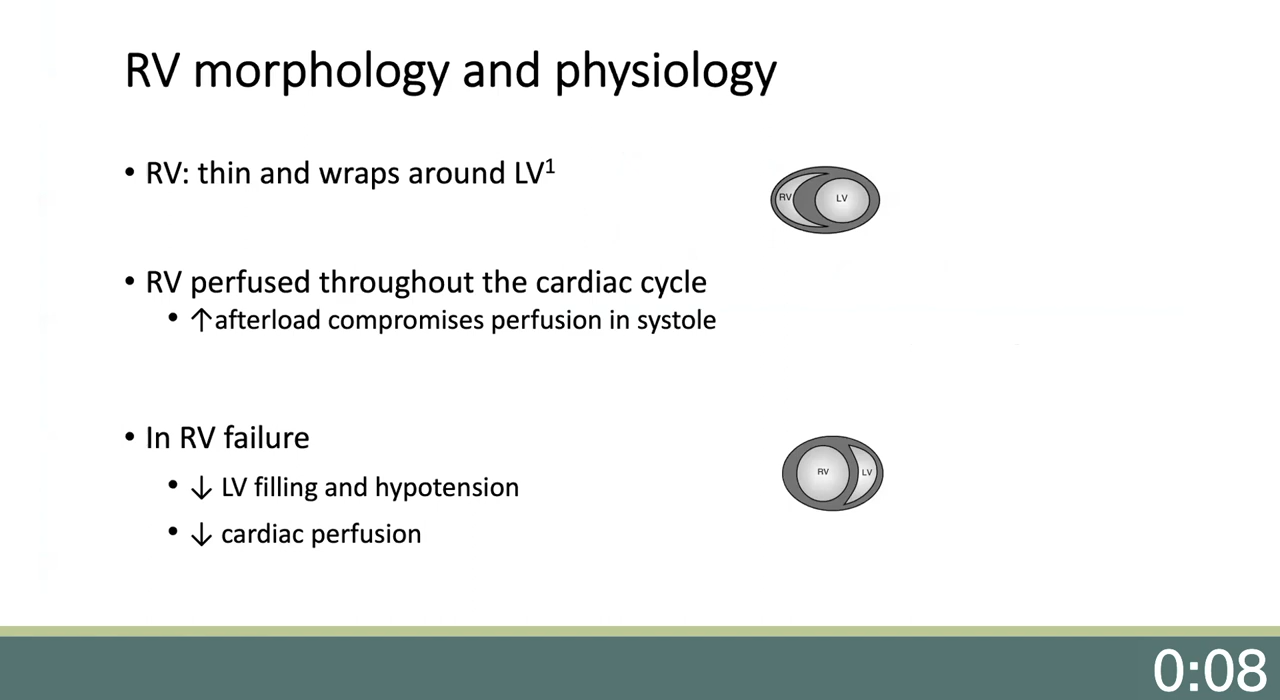 RV morphology and physiology
• RV: thin and wraps around LV¹
RV LV
• RV perfused throughout the cardiac cycle
• ↑afterload compromises perfusion in systole
• In RV failure
RV LV
• ↓ LV filling and hypotension
• ↓ cardiac perfusion
0:08